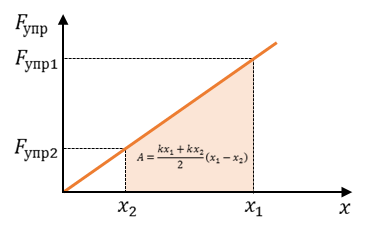 Fупр
Fупр1
Fупр2
A = (kx₁ + kx₂)/2 (x₁ − x₂)
x₂
x₁
x